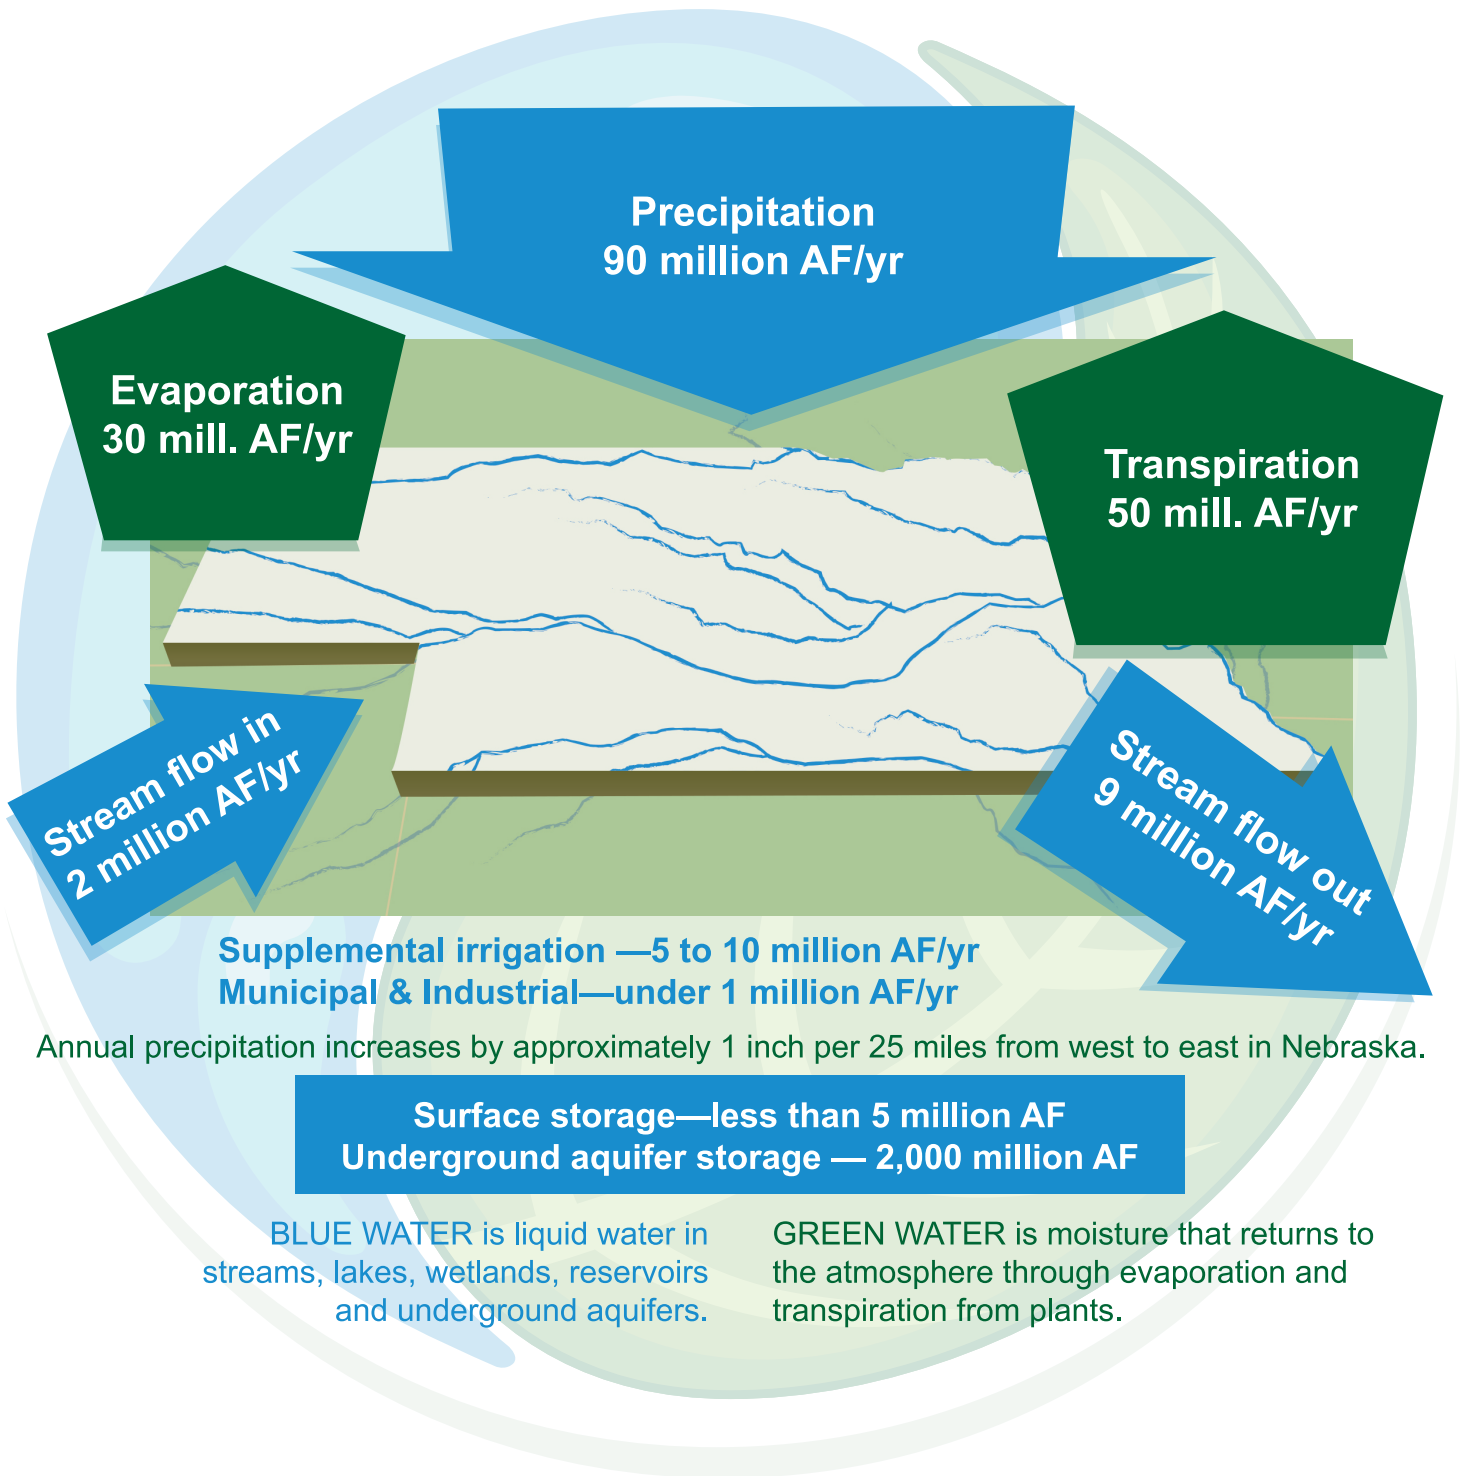 Precipitation
90 million AF/yr
Evaporation
30 mill. AF/yr
Transpiration
50 mill. AF/yr
Stream flow in
2 million AF/yr
Stream flow out
9 million AF/yr
Supplemental irrigation —5 to 10 million AF/yr
Municipal & Industrial—under 1 million AF/yr
Annual precipitation increases by approximately 1 inch per 25 miles from west to east in Nebraska.
Surface storage—less than 5 million AF
Underground aquifer storage — 2,000 million AF
BLUE WATER is liquid water in
streams, lakes, wetlands, reservoirs
and underground aquifers.
GREEN WATER is moisture that returns to
the atmosphere through evaporation and
transpiration from plants.